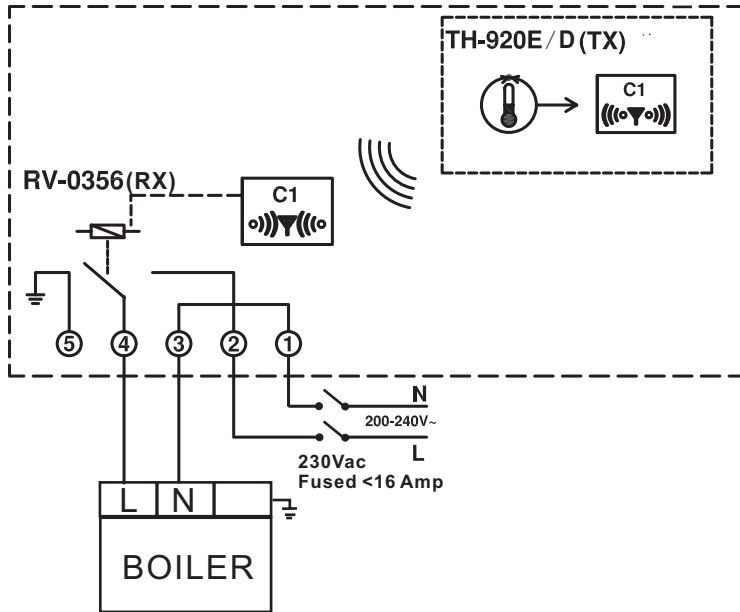 TH-920E/D (TX)
C1
RV-0356(RX)
C1
5 4 3 2 1
N
200-240V~
L
230Vac
Fused <16 Amp
L N
BOILER